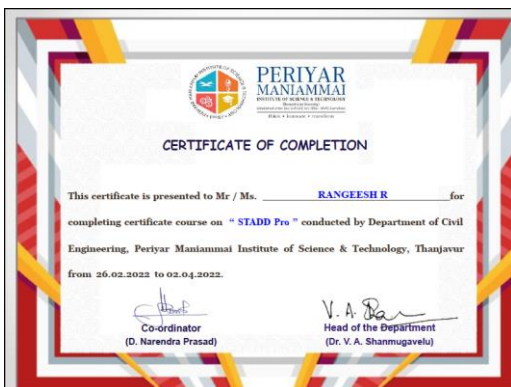 PERIYAR
MANIAMMAI
INSTITUTE OF SCIENCE & TECHNOLOGY
CERTIFICATE OF COMPLETION
This certificate is presented to Mr / Ms. RANGEESH R for
completing certificate course on “ STADD Pro ” conducted by Department of Civil
Engineering, Periyar Maniammai Institute of Science & Technology, Thanjavur
from 26.02.2022 to 02.04.2022.
V. A.
Co-ordinator
(D. Narendra Prasad)
Head of the Department
(Dr. V. A. Shanmugavelu)